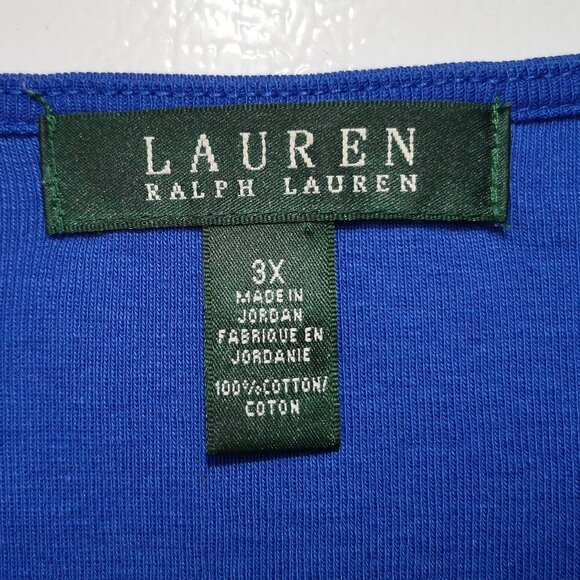 LAUREN
RALPH LAUREN
3X
MADE IN
JORDAN
FABRIQUE EN
JORDANIE
100%COTTON/
COTON